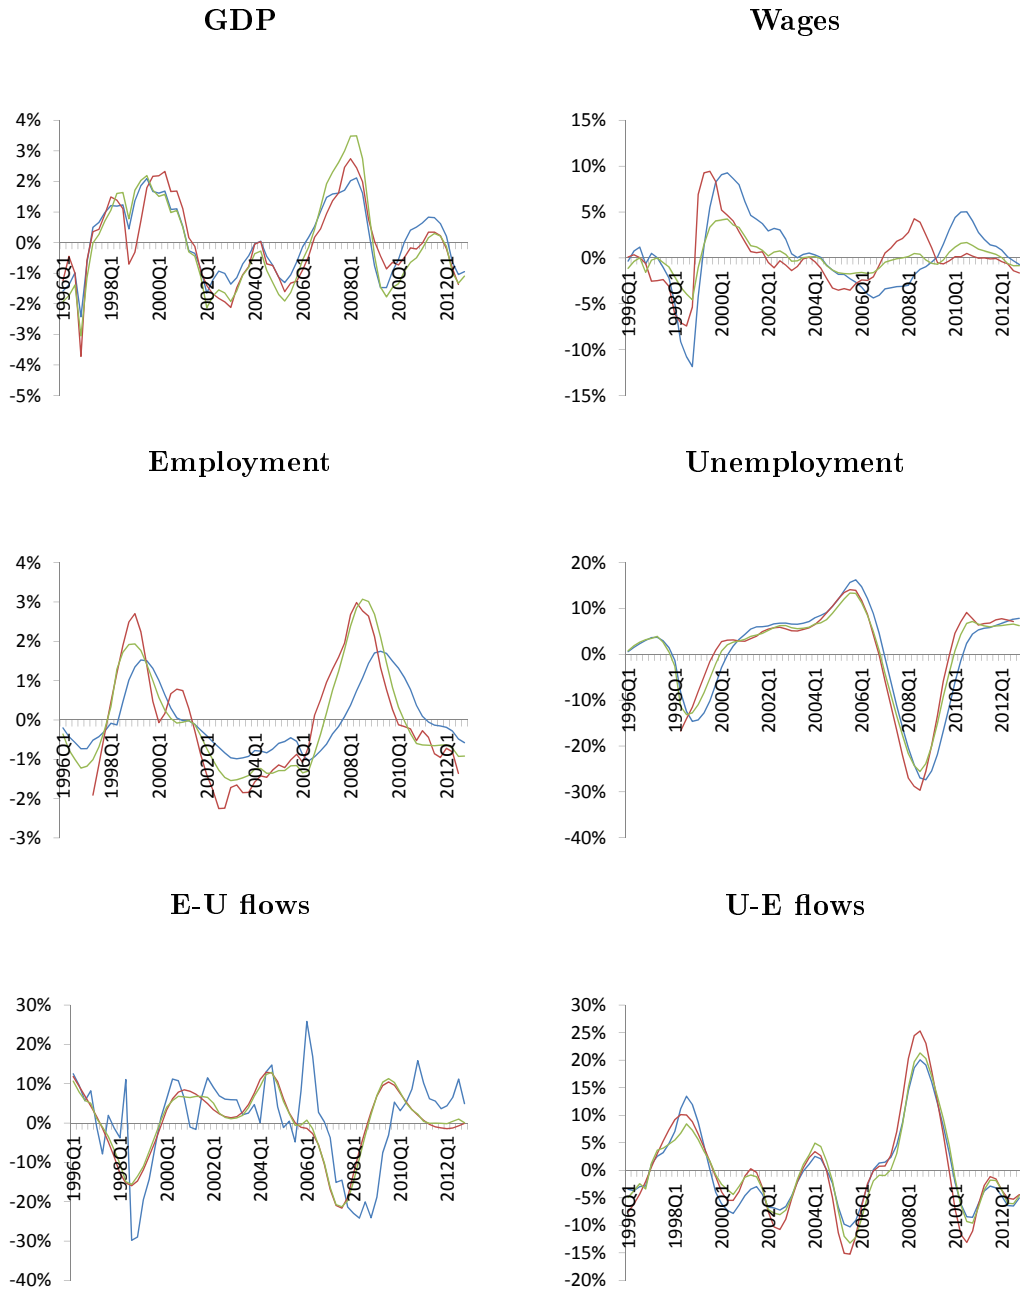 GDP
4%
3%
2%
1%
0%
-1%
-2%
-3%
-4%
-5%
1996Q1
1998Q1
2000Q1
2002Q1
2004Q1
2006Q1
2008Q1
2010Q1
2012Q1
Wages
15%
10%
5%
0%
-5%
-10%
-15%
1996Q1
1998Q1
2000Q1
2002Q1
2004Q1
2006Q1
2008Q1
2010Q1
2012Q1
Employment
4%
3%
2%
1%
0%
-1%
-2%
-3%
1996Q1
1998Q1
2000Q1
2002Q1
2004Q1
2006Q1
2008Q1
2010Q1
2012Q1
Unemployment
20%
10%
0%
-10%
-20%
-30%
-40%
1996Q1
1998Q1
2000Q1
2002Q1
2004Q1
2006Q1
2008Q1
2010Q1
2012Q1
E-U flows
30%
20%
10%
0%
-10%
-20%
-30%
-40%
1996Q1
1998Q1
2000Q1
2002Q1
2004Q1
2006Q1
2008Q1
2010Q1
2012Q1
U-E flows
30%
25%
20%
15%
10%
5%
0%
-5%
-10%
-15%
-20%
1996Q1
1998Q1
2000Q1
2002Q1
2004Q1
2006Q1
2008Q1
2010Q1
2012Q1